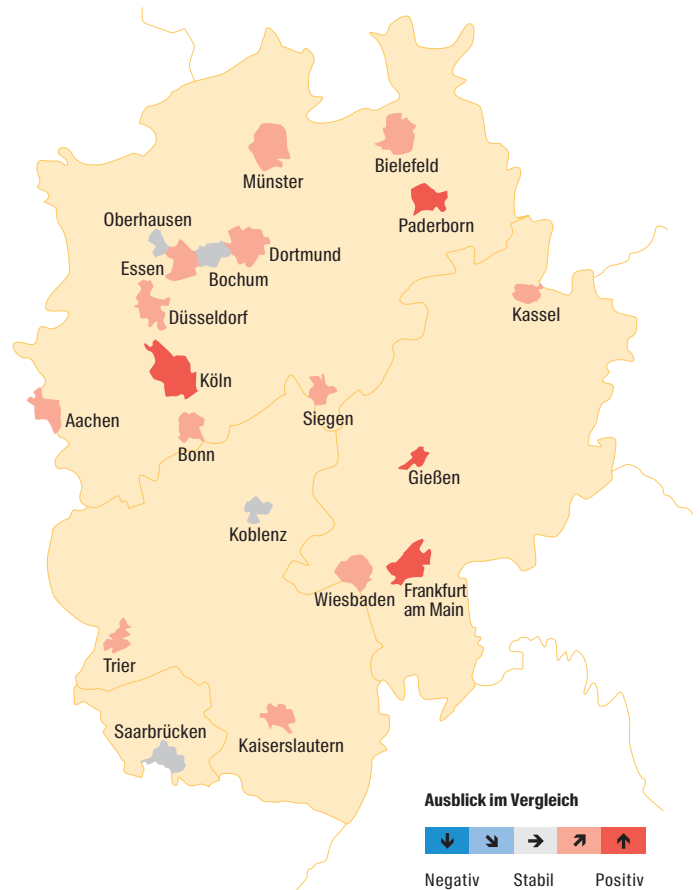 Münster
Bielefeld
Paderborn
Oberhausen
Essen
Bochum
Dortmund
Düsseldorf
Kassel
Köln
Aachen
Siegen
Bonn
Gießen
Koblenz
Wiesbaden
Frankfurt
am Main
Trier
Saarbrücken
Kaiserslautern
Ausblick im Vergleich
Negativ
Stabil
Positiv